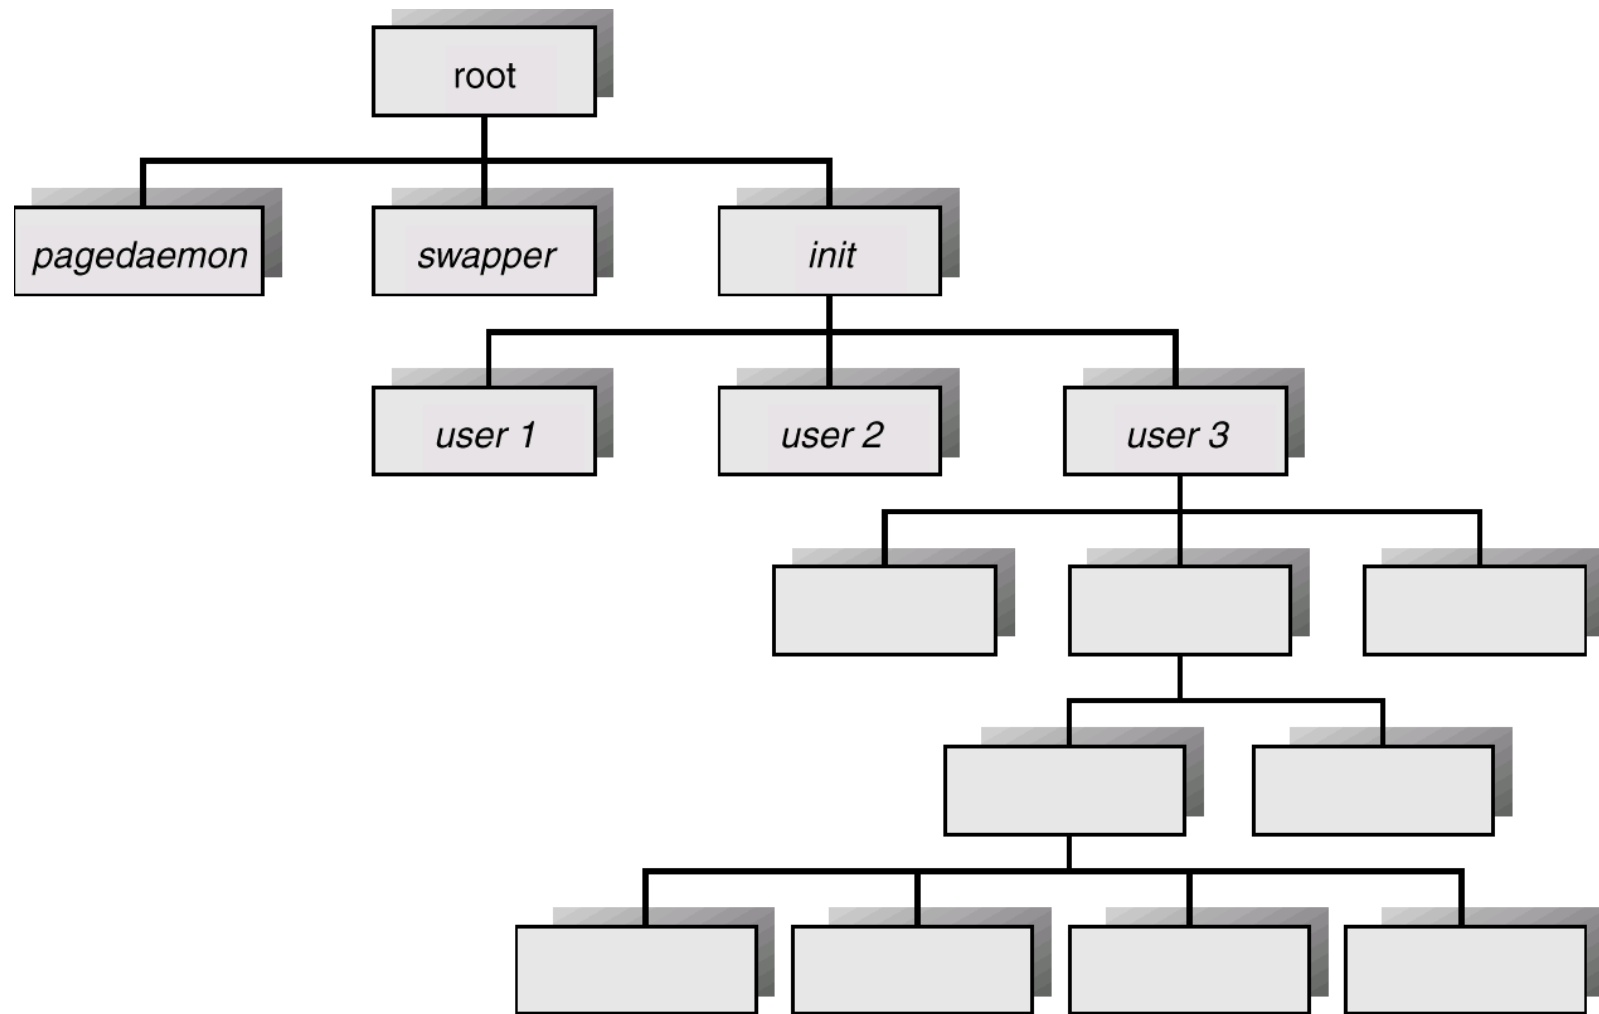 root
pagedaemon
swapper
init
user 1
user 2
user 3